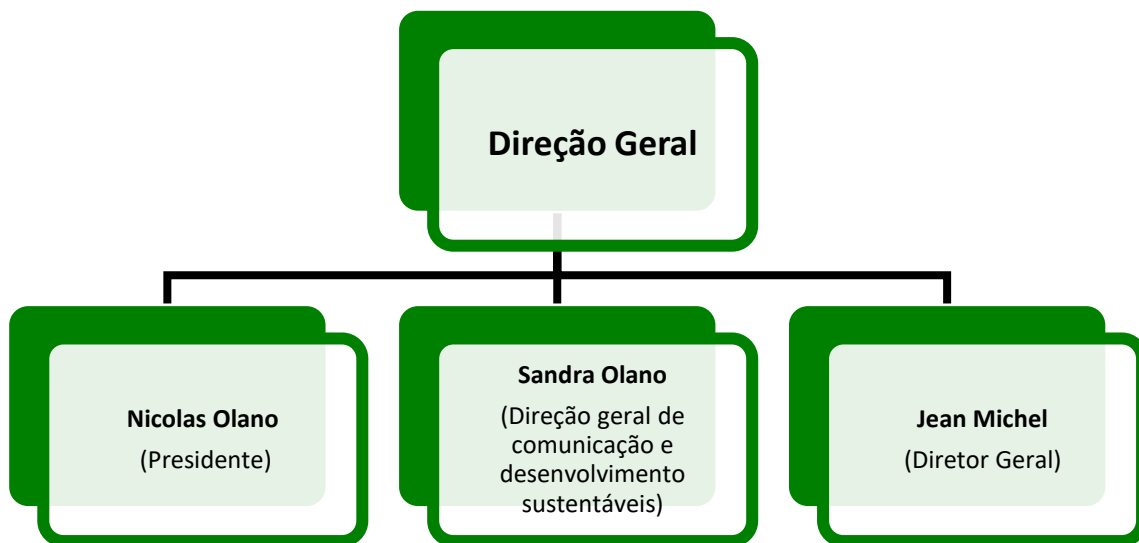 Direção Geral
Nicolas Olano
(Presidente)
Sandra Olano
(Direção geral de
comunicação e
desenvolvimento
sustentáveis)
Jean Michel
(Diretor Geral)